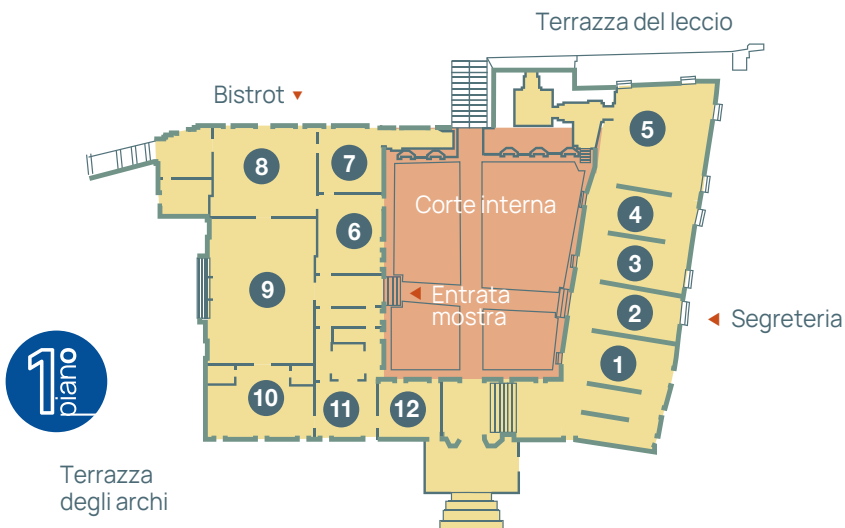 Terrazza del leccio
Bistrot
5
8
7
4
Corte interna
6
3
9
Entrata
mostra
2
Segreteria
1
1º
piano
10
11
12
Terrazza
degli archi